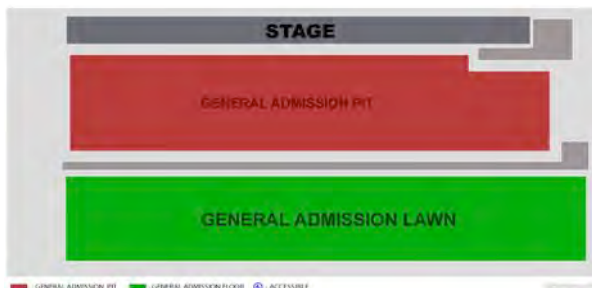 STAGE
GENERAL ADMISSION PIT
GENERAL ADMISSION LAWN
GENERAL ADMISSION PIT GENERAL ADMISSION FLOOR ACCESSIBLE